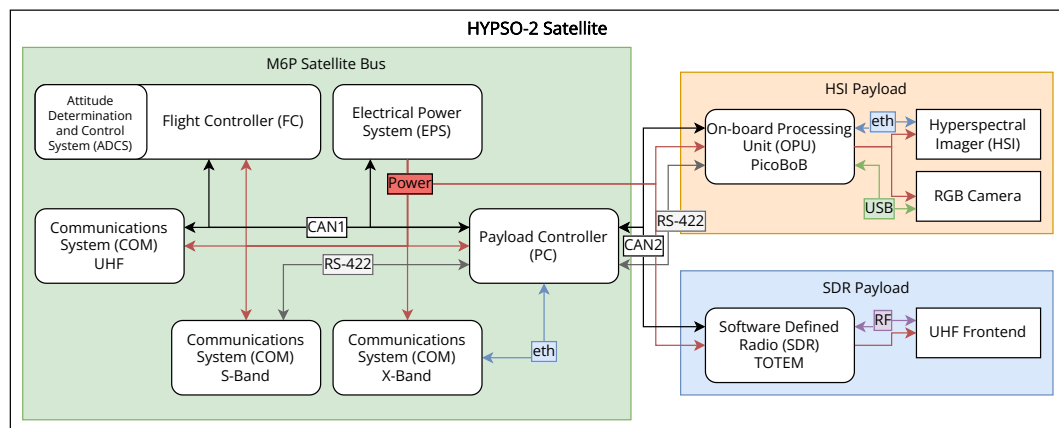 HYPSO-2 Satellite
M6P Satellite Bus
Attitude
Determination
and Control
System (ADCS)
Flight Controller (FC)
Electrical Power
System (EPS)
Power
Communications
System (COM)
UHF
CAN1
RS-422
Payload Controller
(PC)
Communications
System (COM)
S-Band
Communications
System (COM)
X-Band
eth
CAN2
RS-422
HSI Payload
On-board Processing
Unit (OPU)
PicoBoB
eth
Hyperspectral
Imager (HSI)
USB
RGB Camera
SDR Payload
Software Defined
Radio (SDR)
TOTEM
RF
UHF Frontend